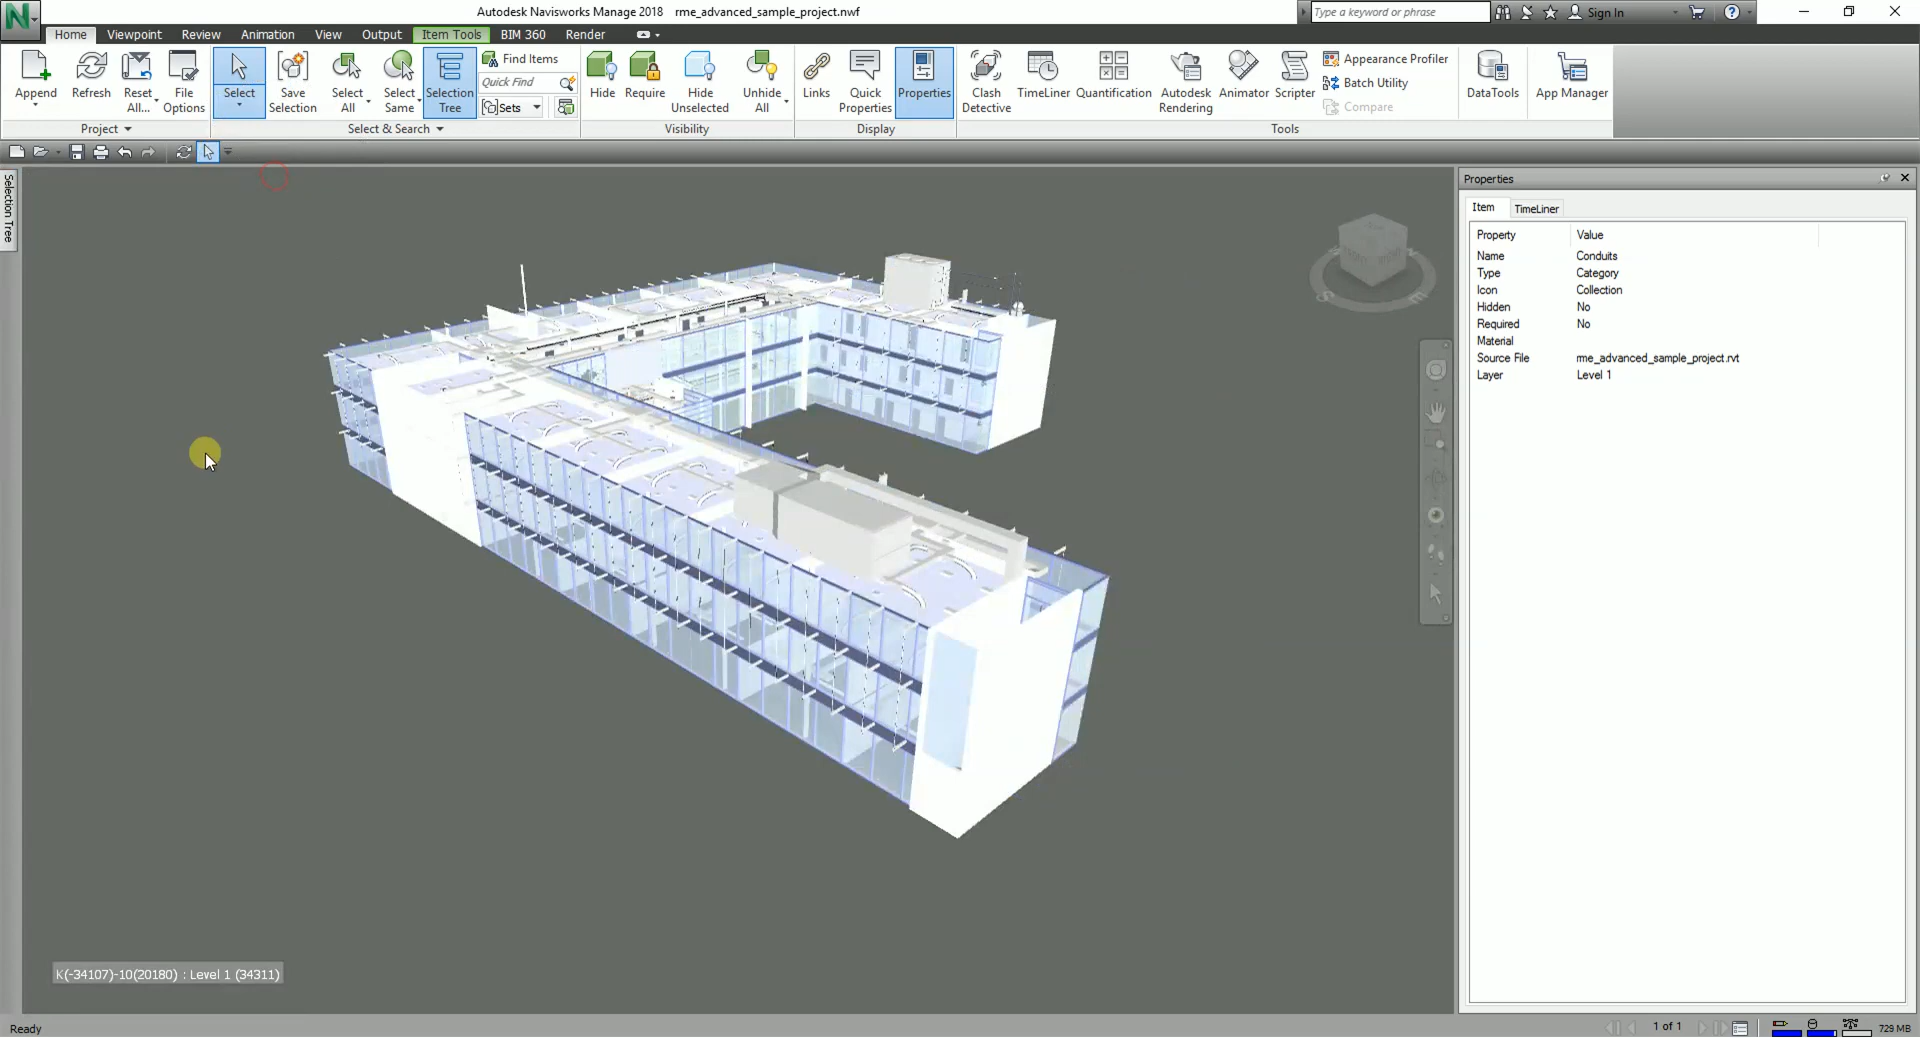 Autodesk Navisworks Manage 2018 rme_advanced_sample_project.nwf
Type a keyword or phrase
Sign In
Home Viewpoint Review Animation View Output Item Tools BIM 360 Render
Append
Refresh
Reset All...
File Options
Project
Select
Save Selection
Select All
Select Same
Selection Tree
Find Items
Quick Find
Sets
Select & Search
Hide
Require
Hide Unselected
Unhide All
Visibility
Links
Quick Properties
Properties
Display
Clash Detective
TimeLiner
Quantification
Autodesk Rendering
Animator
Scripter
Appearance Profiler
Batch Utility
Compare
Tools
DataTools
App Manager
Selection Tree
Properties
Item TimeLiner
Property Value
Name Conduits
Type Category
Icon Collection
Hidden No
Required No
Material
Source File rme_advanced_sample_project.rvt
Layer Level 1
S
E
K(-34107)-10(20180) : Level 1 (34311)
Ready
1 of 1
729 MB